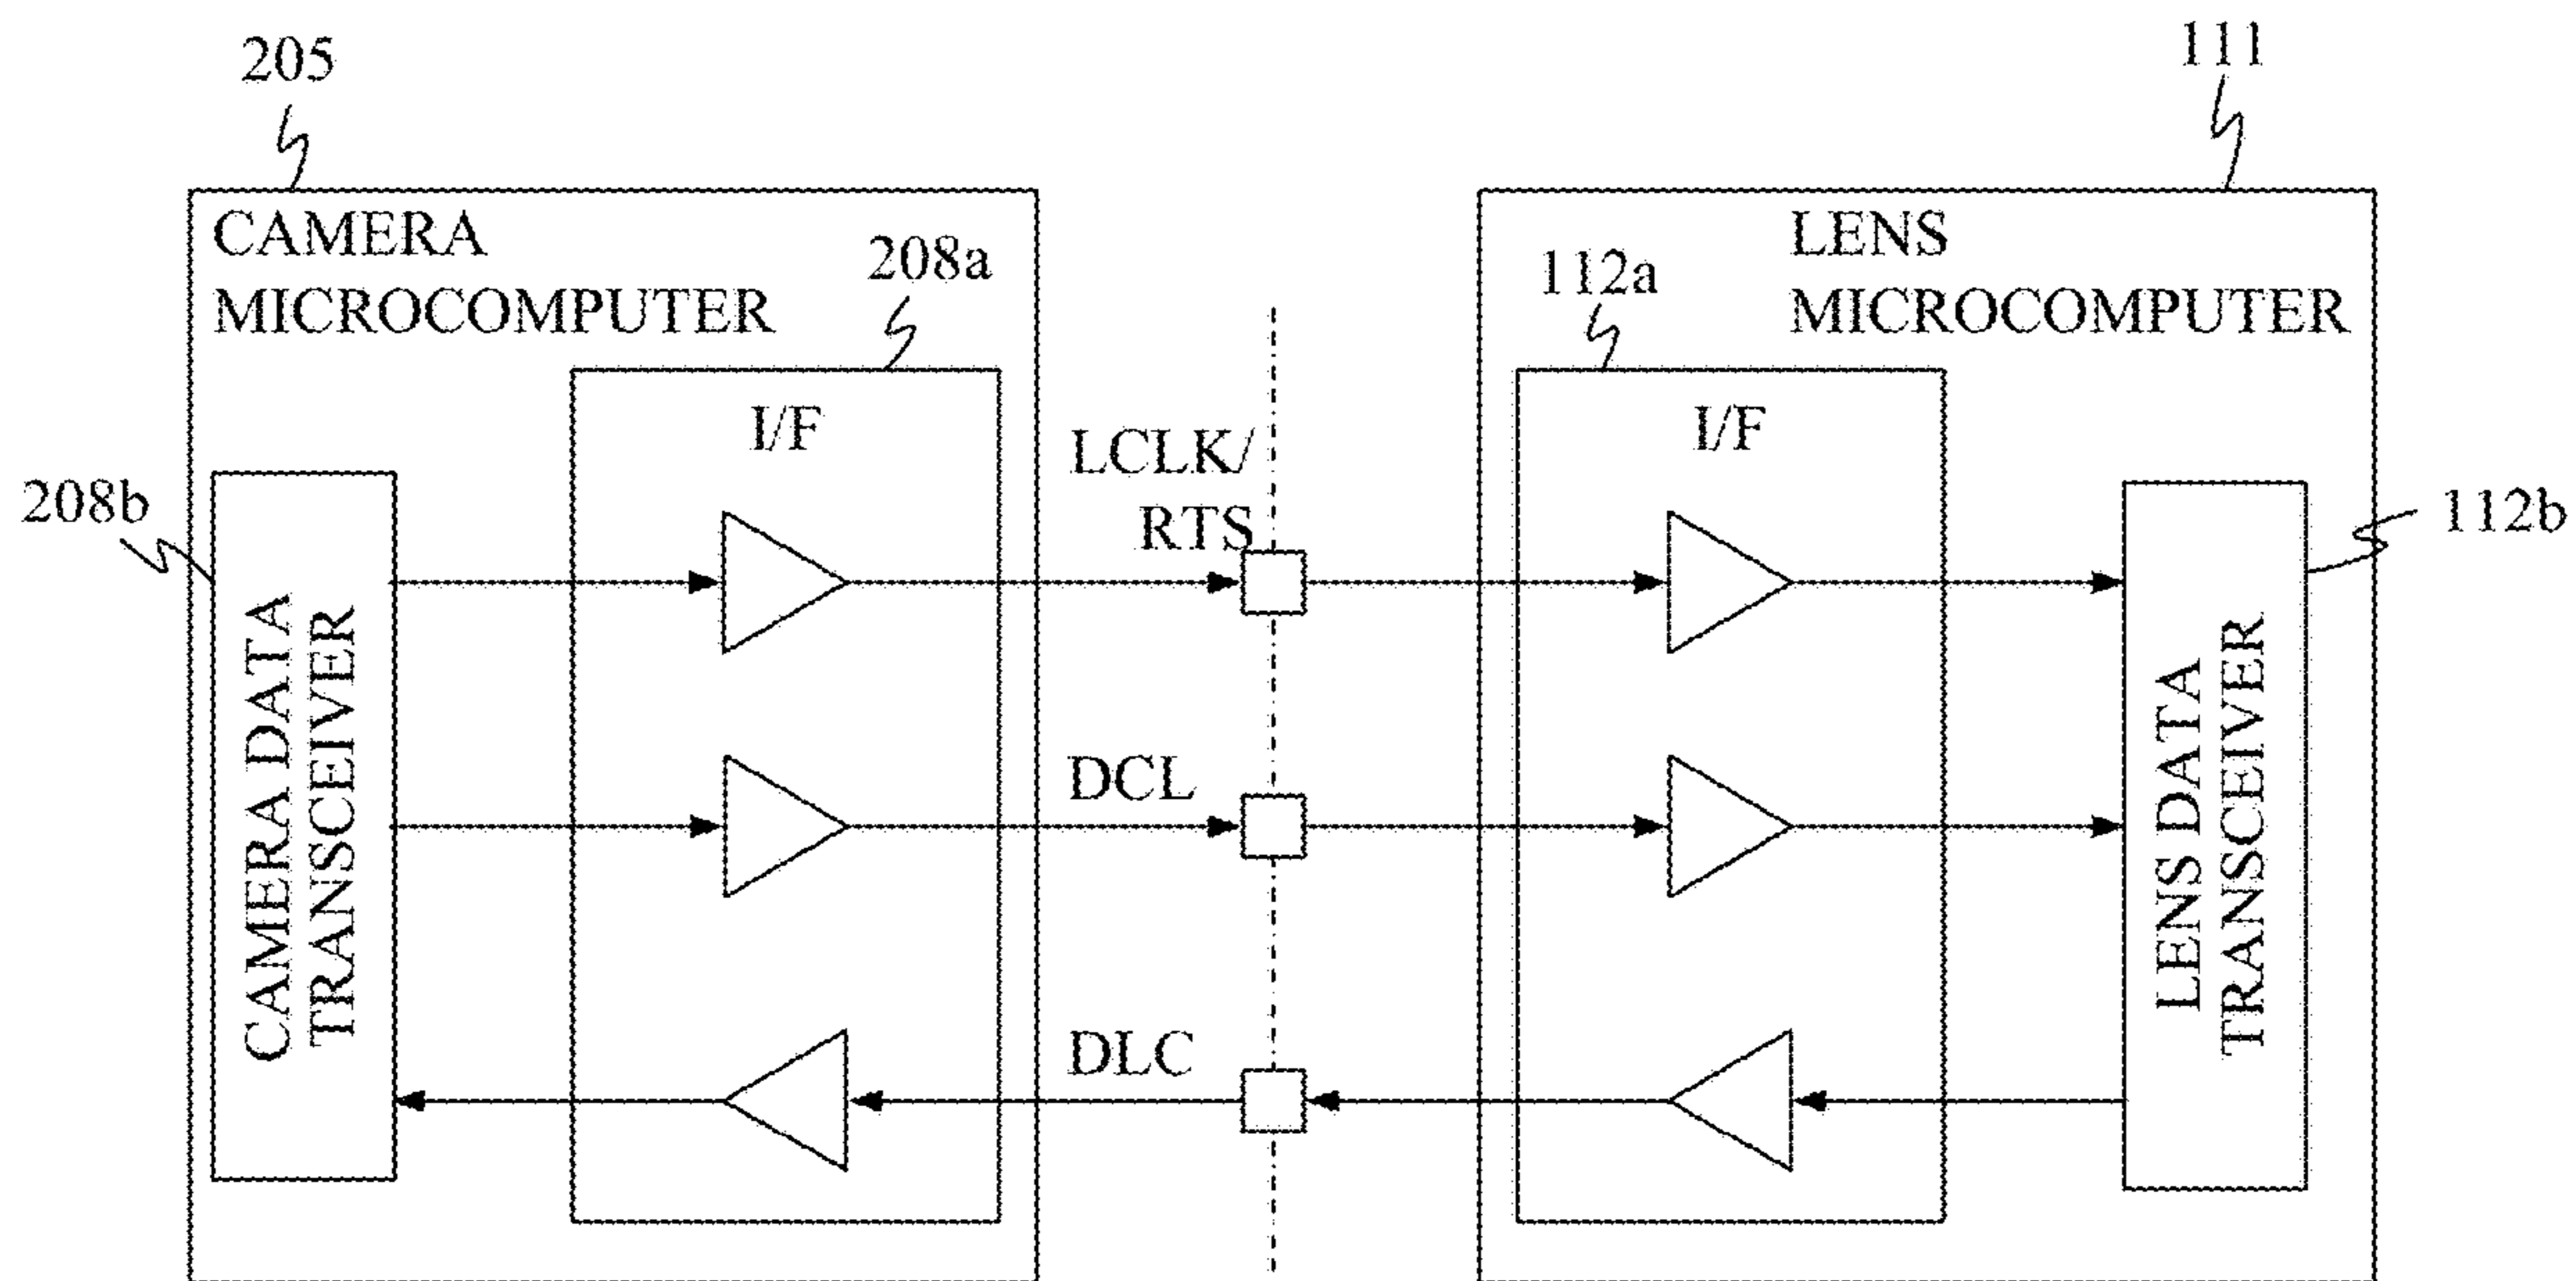 205
111
CAMERA
MICROCOMPUTER
208a
LENS
MICROCOMPUTER
112a
I/F
I/F
LCLK/
RTS
208b
112b
CAMERA DATA
TRANSCEIVER
DCL
LENS DATA
TRANSCEIVER
DLC